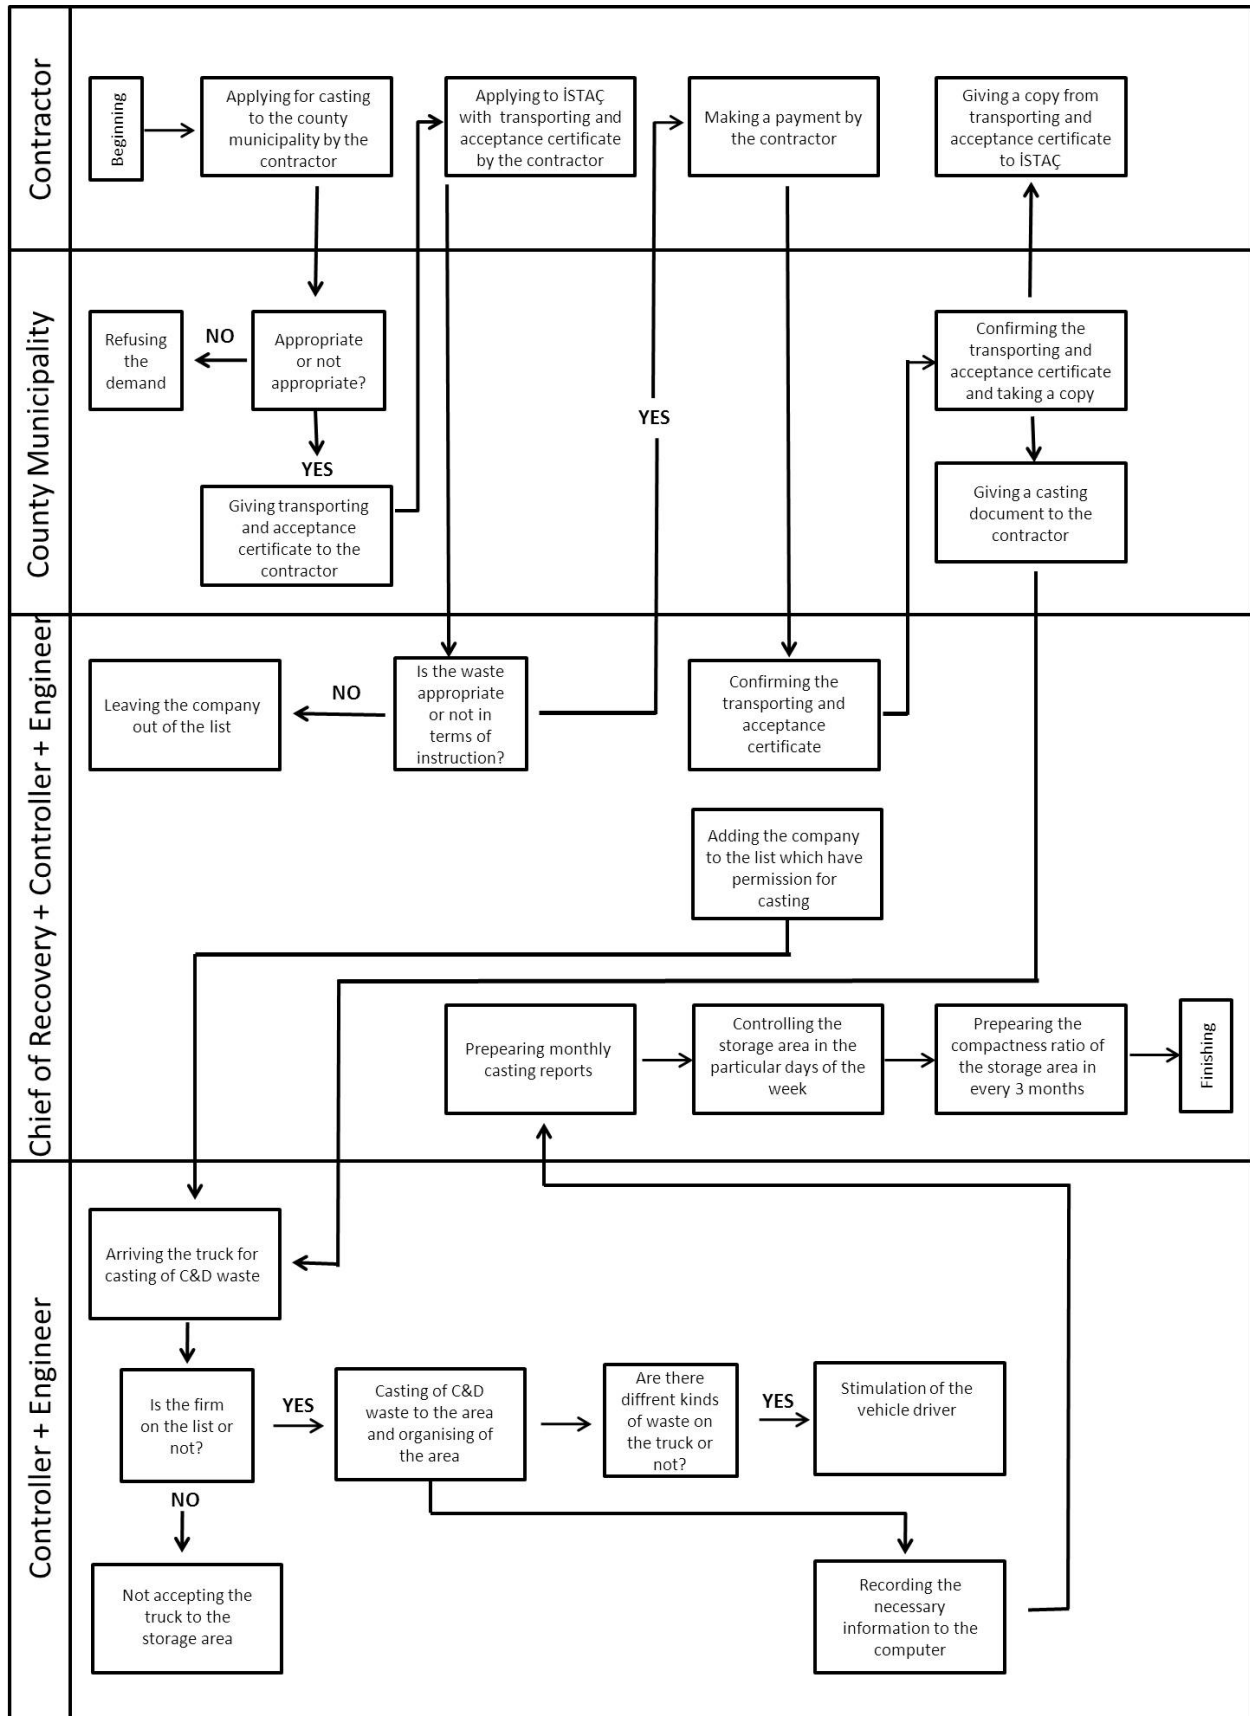 Contractor
Beginning
Applying for casting
to the county
municipality by the
contractor
Applying to İSTAÇ
with transporting and
acceptance certificate
by the contractor
Making a payment by
the contractor
Giving a copy from
transporting and
acceptance certificate
to İSTAÇ
County Municipality
Refusing
the
demand
NO
Appropriate
or not
appropriate?
YES
Giving transporting
and acceptance
certificate to the
contractor
YES
Confirming the
transporting and
acceptance certificate
and taking a copy
Giving a casting
document to the
contractor
Chief of Recovery + Controller + Engineer
Leaving the company
out of the list
NO
Is the waste
appropriate
or not in
terms of
instruction?
Confirming the
transporting and
acceptance
certificate
Adding the company
to the list which have
permission for
casting
Prepearing monthly
casting reports
Controlling the
storage area in the
particular days of the
week
Prepearing the
compactness ratio of
the storage area in
every 3 months
Finishing
Controller + Engineer
Arriving the truck for
casting of C&D waste
Is the firm
on the list or
not?
YES
Casting of C&D
waste to the area
and organising of
the area
Are there
diffrent kinds
of waste on
the truck or
not?
YES
Stimulation of the
vehicle driver
NO
Not accepting the
truck to the
storage area
Recording the
necessary
information to the
computer